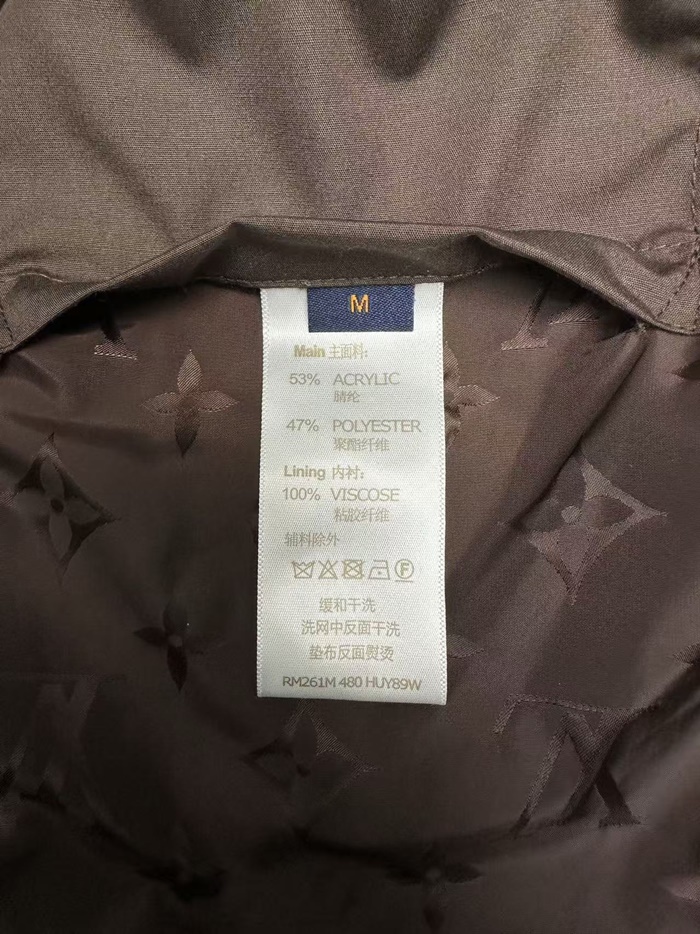 M
Main 主面料:
53% ACRYLIC
腈纶
47% POLYESTER
聚酯纤维
Lining 内衬:
100% VISCOSE
粘胶纤维
辅料除外
缓和干洗
洗网中反面干洗
垫布反面熨烫
RM261M 480 HUY89W